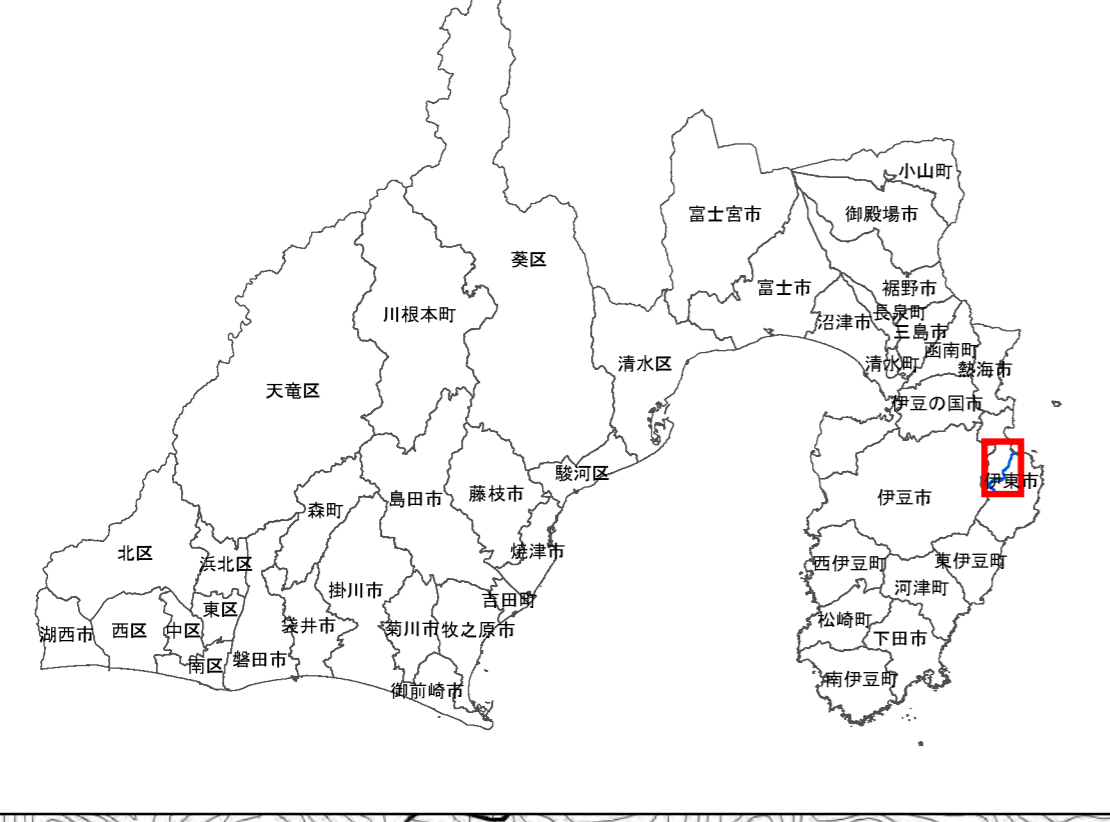 小山町
富士宮市
御殿場市
葵区
富士市
裾野市
川根本町
長泉町
沼津市
三島市
函南町
清水区
清水町
熱海市
天竜区
伊豆の国市
駿河区
伊東市
藤枝市
島田市
伊豆市
森町
焼津市
北区
浜北区
西伊豆町
東伊豆町
掛川市
河津町
吉田町
東区
松崎町
袋井市
湖西市
西区
中区
菊川市
牧之原市
下田市
磐田市
南区
南伊豆町
御前崎市